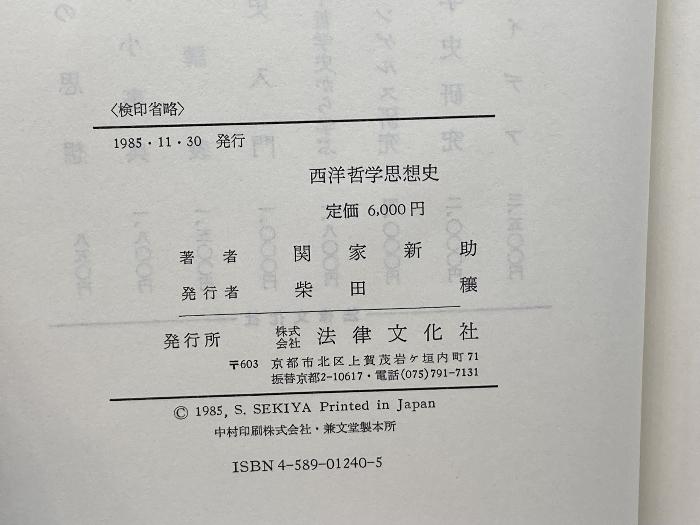 〈検印省略〉
1985・11・30 発行
西洋哲学思想史
定価 6,000円
著者 関家新助
発行者 柴田穰
発行所 株式会社 法律文化社
〒603 京都市北区上賀茂岩ケ垣内町71
振替京都2-10617・電話(075)791-7131
© 1985, S. SEKIYA Printed in Japan
中村印刷株式会社・兼文堂製本所
ISBN4-589-01240-5